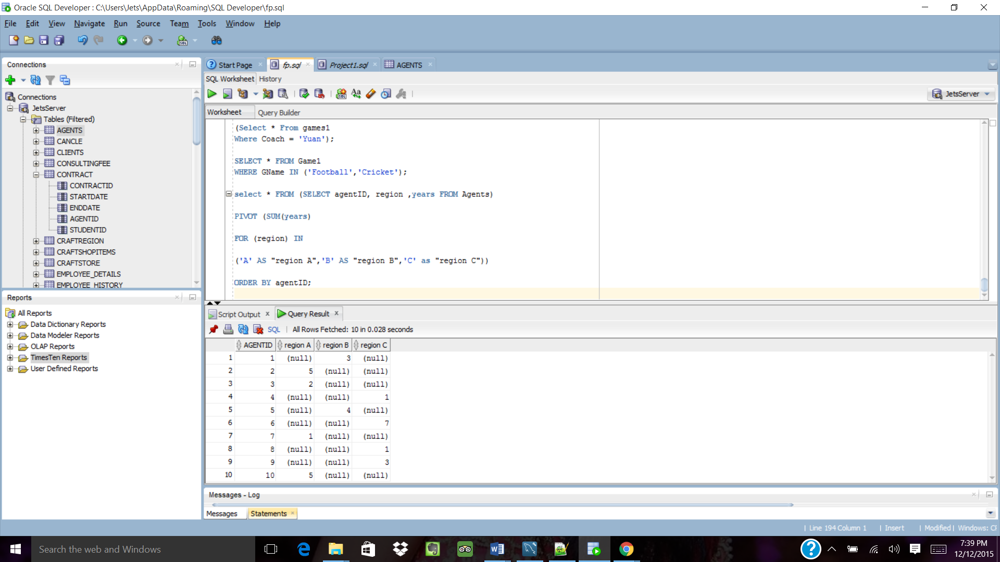 Oracle SQL Developer : C:\Users\Jets\AppData\Roaming\SQL Developer\fp.sql
File Edit View Navigate Run Source Team Tools Window Help
Connections
Connections
JetsServer
Tables (Filtered)
AGENTS
CANCLE
CLIENTS
CONSULTINGFEE
CONTRACT
CONTRACTID
STARTDATE
ENDDATE
AGENTID
STUDENTID
CRAFTREGION
CRAFTSHOPITEMS
CRAFTSTORE
EMPLOYEE_DETAILS
EMPLOYEE_HISTORY
Reports
All Reports
Data Dictionary Reports
Data Modeler Reports
OLAP Reports
TimesTen Reports
User Defined Reports
Start Page fp.sql Project1.sql AGENTS
SQL Worksheet History
JetsServer
Worksheet Query Builder
(Select * From games1
Where Coach = 'Yuan');
SELECT * FROM Game1
WHERE GName IN ('Football','Cricket');
select * FROM (SELECT agentID, region ,years FROM Agents)
PIVOT (SUM(years)
FOR (region) IN
('A' AS "region A",'B' AS "region B",'C' as "region C"))
ORDER BY agentID;
Script Output x Query Result x
SQL | All Rows Fetched: 10 in 0.028 seconds
AGENTID region A region B region C
1 1 (null) 3 (null)
2 2 5 (null) (null)
3 3 2 (null) (null)
4 4 (null) (null) 1
5 5 (null) 4 (null)
6 6 (null) (null) 7
7 7 1 (null) (null)
8 8 (null) (null) 1
9 9 (null) (null) 3
10 10 5 (null) (null)
Messages - Log
Messages Statements
| Line 194 Column 1 | Insert | Modified | Windows: CR
Search the web and Windows
7:39 PM
12/12/2015